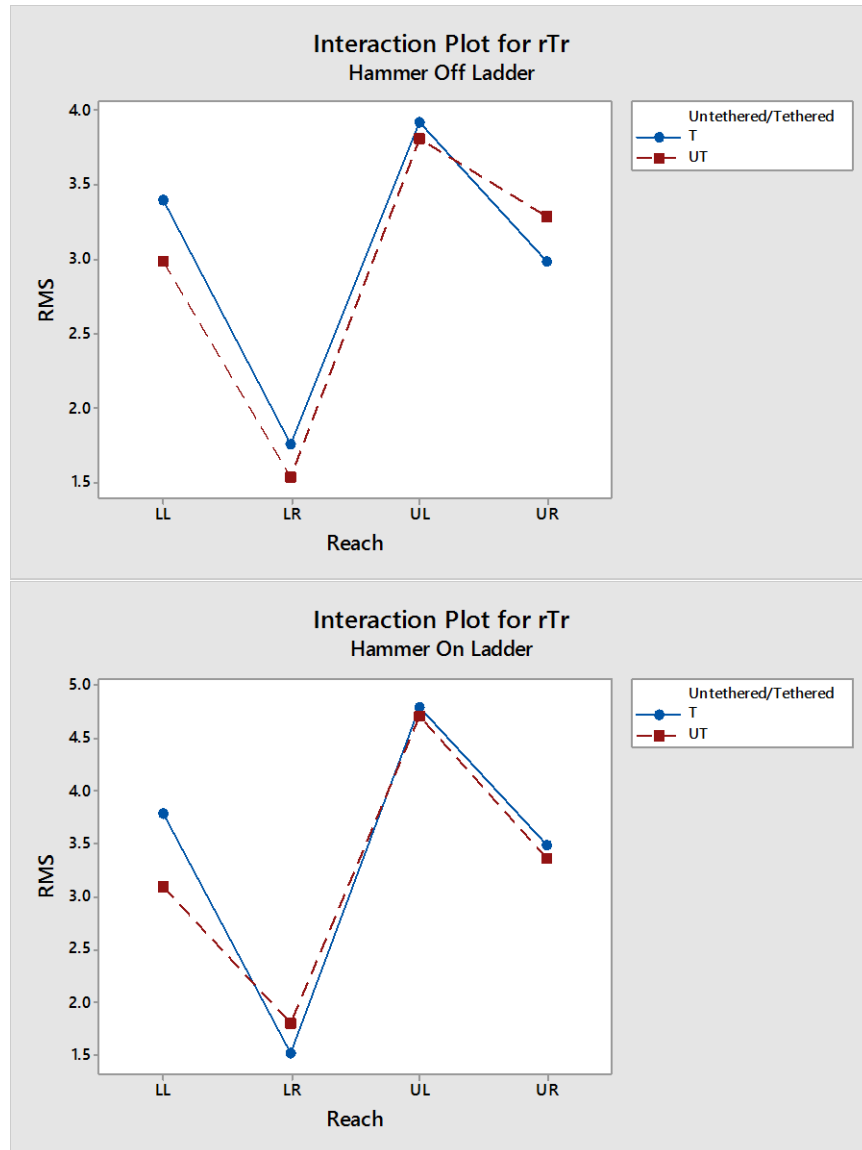 Interaction Plot for rTr
Hammer Off Ladder
Untethered/Tethered
T
UT
4.0
3.5
3.0
2.5
2.0
1.5
RMS
LL LR UL UR
Reach
Interaction Plot for rTr
Hammer On Ladder
Untethered/Tethered
T
UT
5.0
4.5
4.0
3.5
3.0
2.5
2.0
1.5
RMS
LL LR UL UR
Reach